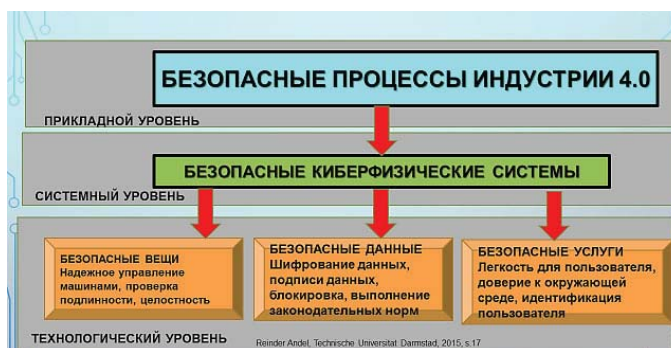 БЕЗОПАСНЫЕ ПРОЦЕССЫ ИНДУСТРИИ 4.0
ПРИКЛАДНОЙ УРОВЕНЬ
БЕЗОПАСНЫЕ КИБЕРФИЗИЧЕСКИЕ СИСТЕМЫ
СИСТЕМНЫЙ УРОВЕНЬ
БЕЗОПАСНЫЕ ВЕЩИ
Надежное управление
машинами, проверка
подлинности, целостность
БЕЗОПАСНЫЕ ДАННЫЕ
Шифрование данных,
подписи данных,
блокировка, выполнение
законодательных норм
БЕЗОПАСНЫЕ УСЛУГИ
Легкость для пользователя,
доверие к окружающей
среде, идентификация
пользователя
ТЕХНОЛОГИЧЕСКИЙ УРОВЕНЬ
Reinder Andel, Technische Universitat Darmstad, 2015, s.17